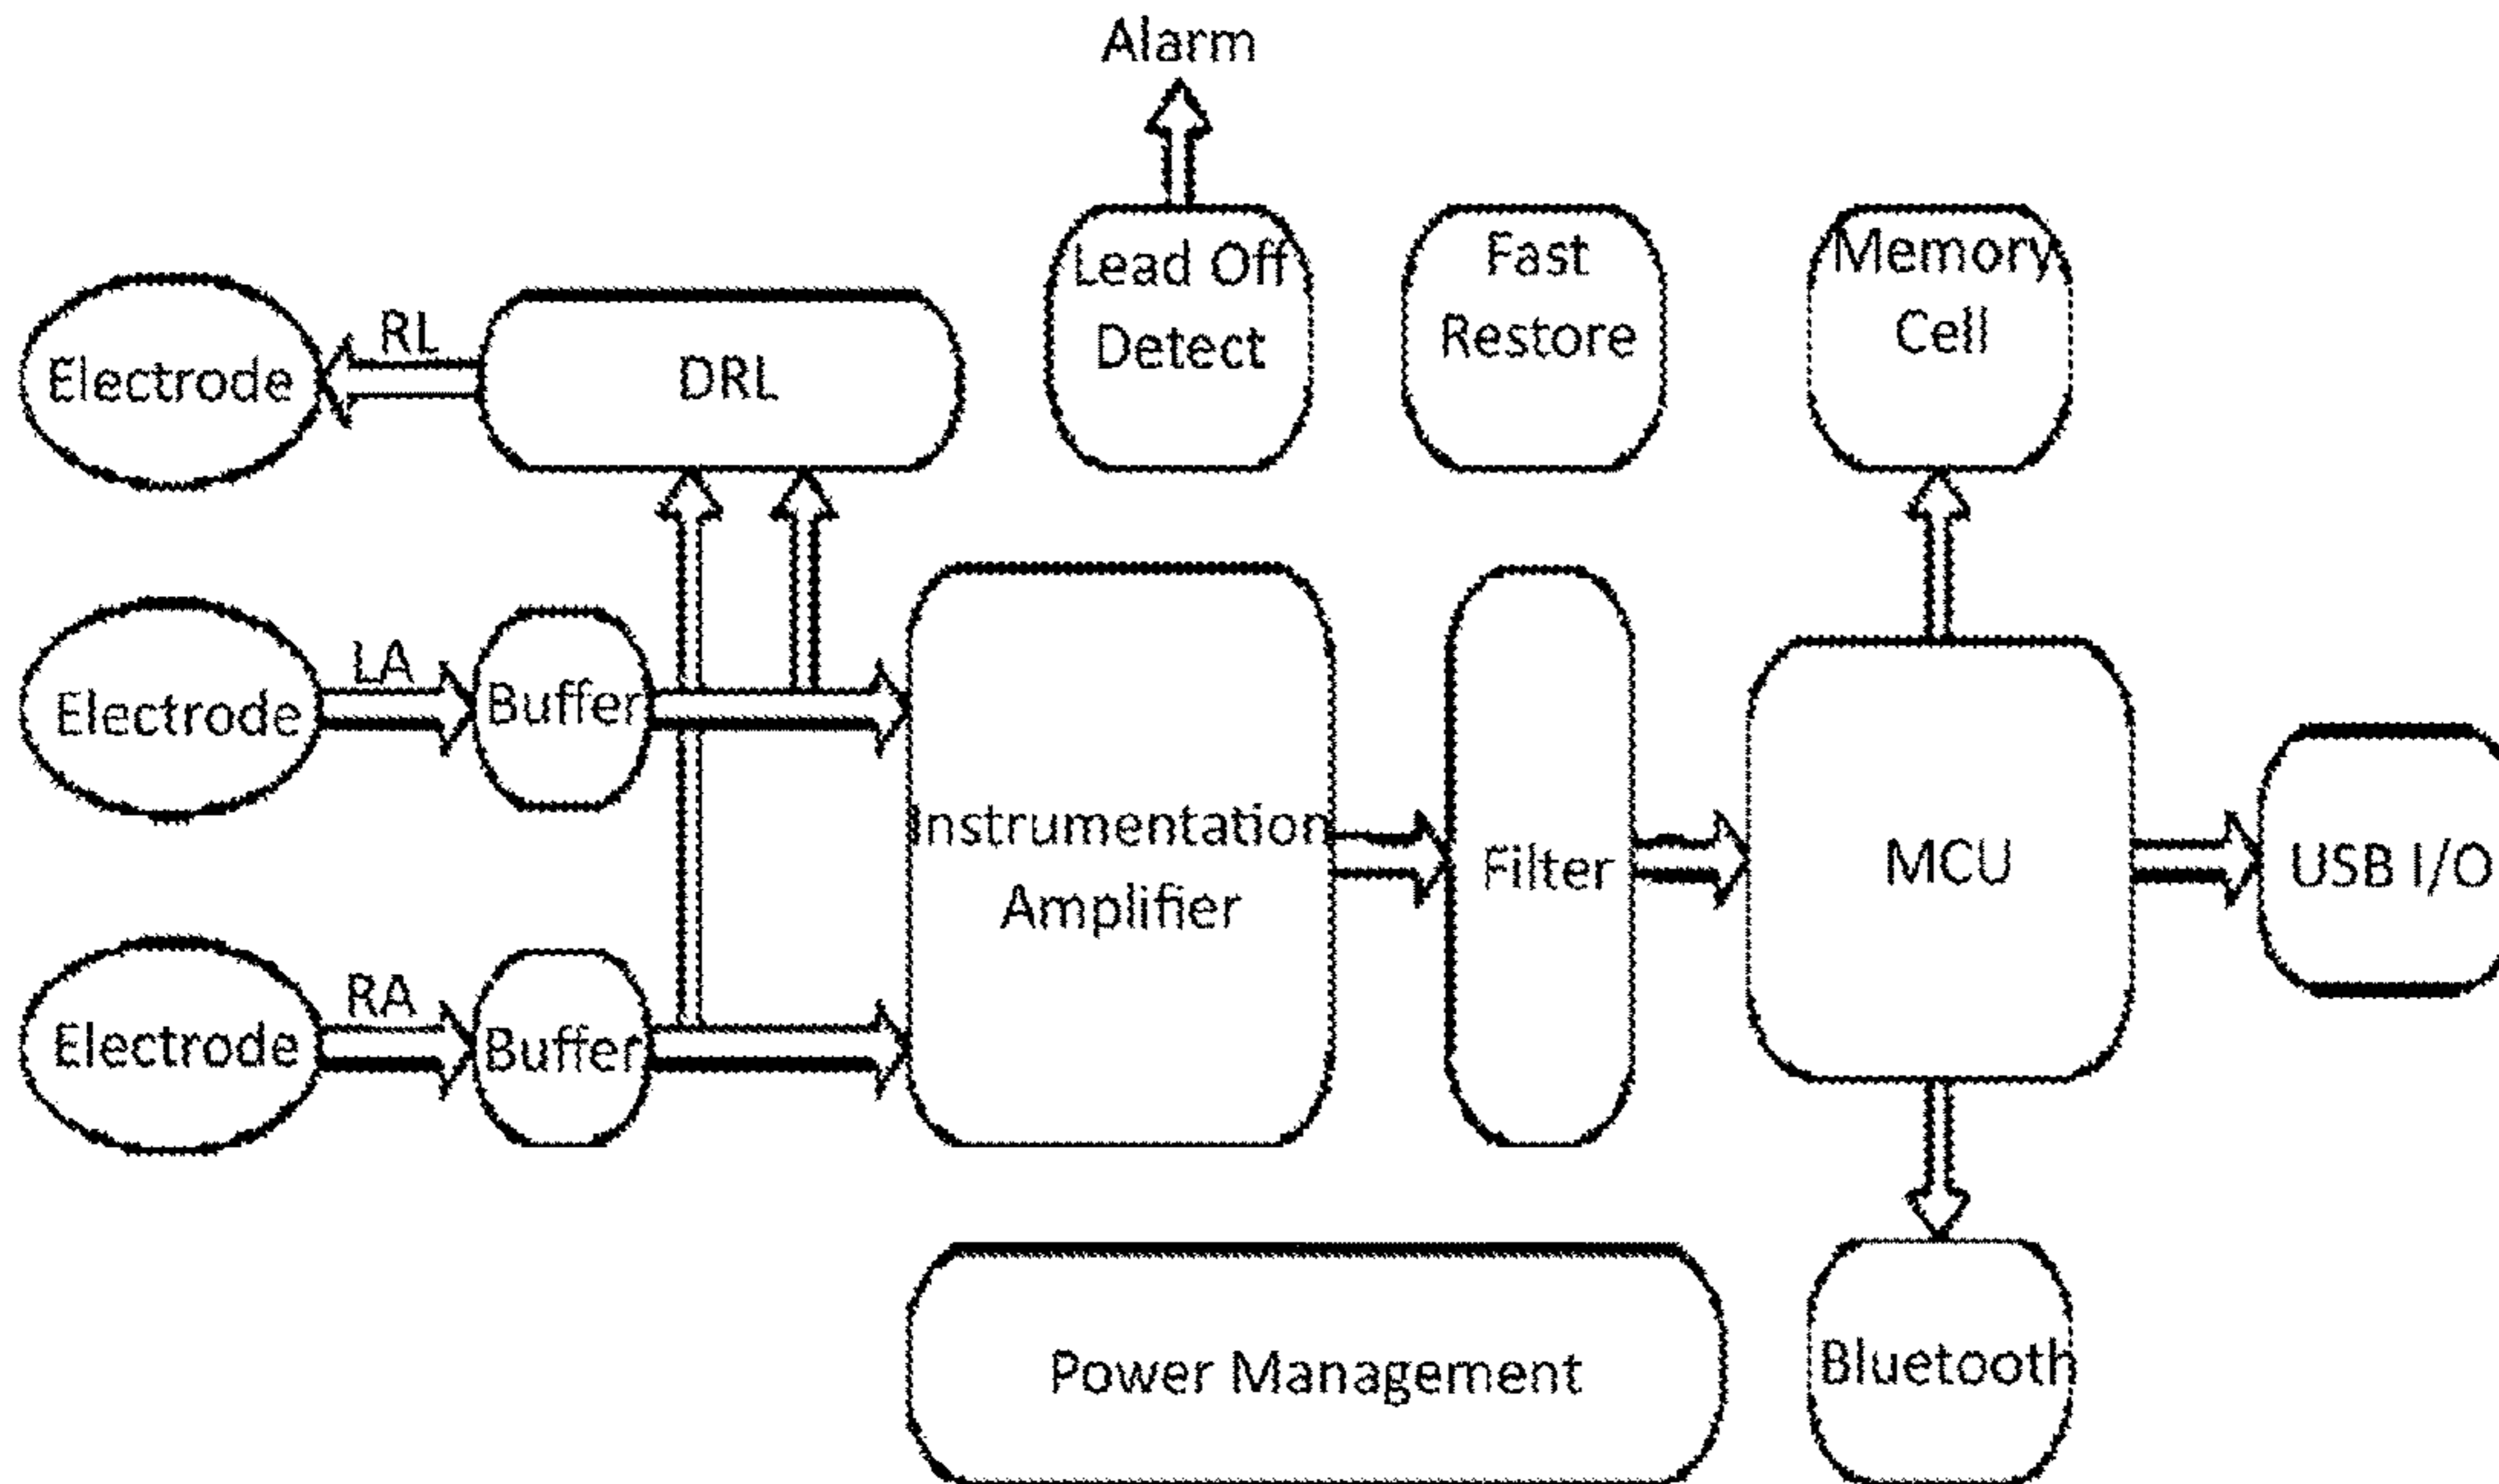 Alarm
Lead Off
Detect
Fast
Restore
Memory
Cell
Electrode
RL
DRL
Electrode
LA
Buffer
Instrumentation
Amplifier
Filter
MCU
USB I/O
Electrode
RA
Buffer
Power Management
Bluetooth